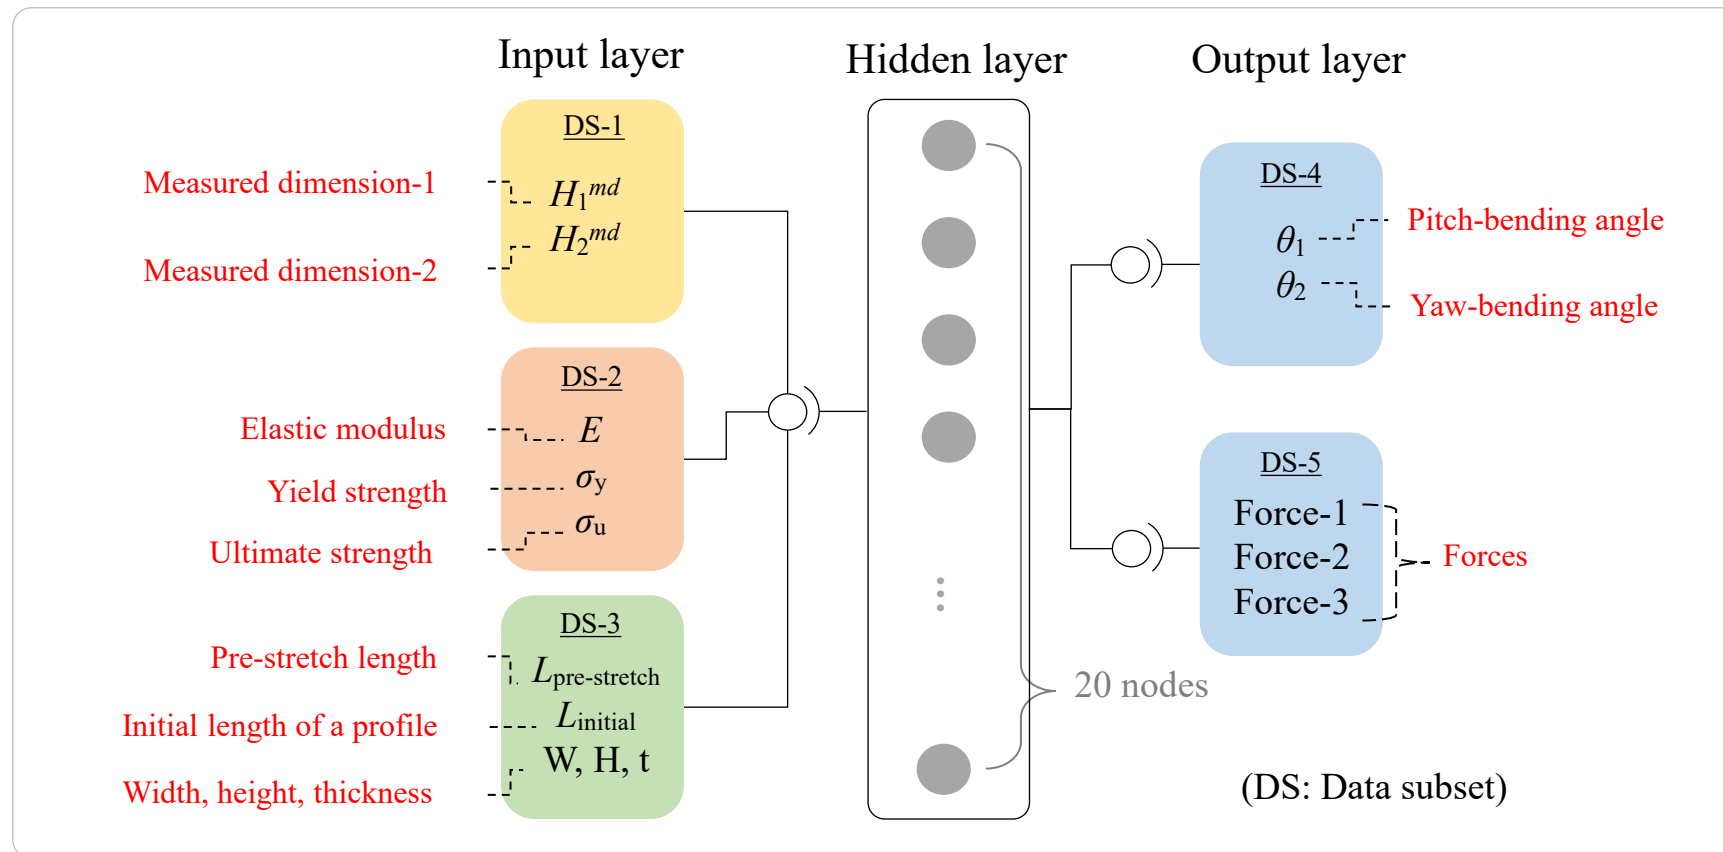 Input layer
Hidden layer
Output layer
DS-1
Measured dimension-1
H₁ᵐᵈ
H₂ᵐᵈ
Measured dimension-2
DS-2
Elastic modulus
E
Yield strength
σy
Ultimate strength
σᵤ
DS-3
Pre-stretch length
Lpre-stretch
Initial length of a profile
Linitial
W, H, t
Width, height, thickness
⋮
20 nodes
DS-4
θ₁
Pitch-bending angle
θ₂
Yaw-bending angle
DS-5
Force-1
Force-2
Force-3
Forces
(DS: Data subset)